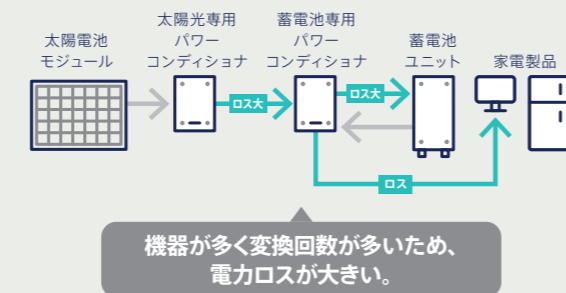 太陽電池
モジュール
太陽光専用
パワー
コンディショナ
蓄電池専用
パワー
コンディショナ
蓄電池
ユニット
家電製品
ロス大
ロス大
ロス
機器が多く変換回数が多いため、
電力ロスが大きい。